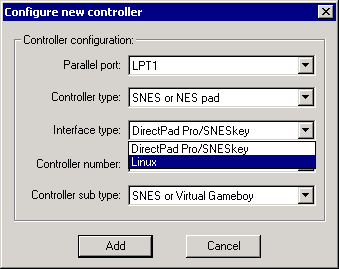 Configure new controller
Controller configuration:
Parallel port: LPT1
Controller type: SNES or NES pad
Interface type: DirectPad Pro/SNESkey
DirectPad Pro/SNESkey
Linux
Controller number:
Controller sub type: SNES or Virtual Gameboy
Add Cancel